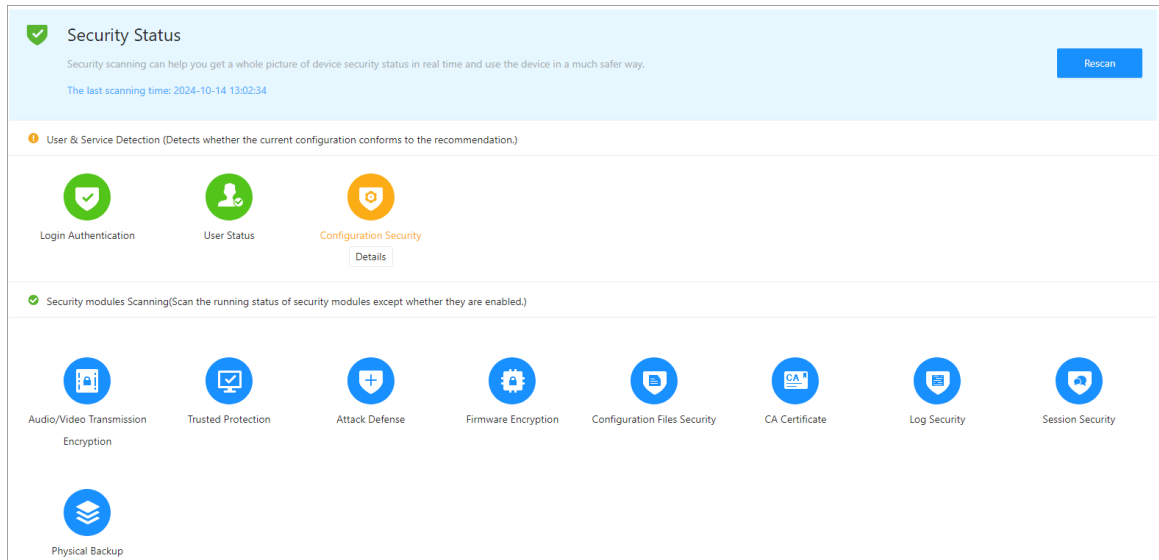 Security Status
Security scanning can help you get a whole picture of device security status in real time and use the device in a much safer way.
Rescan
The last scanning time: 2024-10-14 13:02:34
User & Service Detection (Detects whether the current configuration conforms to the recommendation.)
Login Authentication
User Status
Configuration Security
Details
Security modules Scanning(Scan the running status of security modules except whether they are enabled.)
CA
Audio/Video Transmission
Encryption
Trusted Protection
Attack Defense
Firmware Encryption
Configuration Files Security
CA Certificate
Log Security
Session Security
Physical Backup